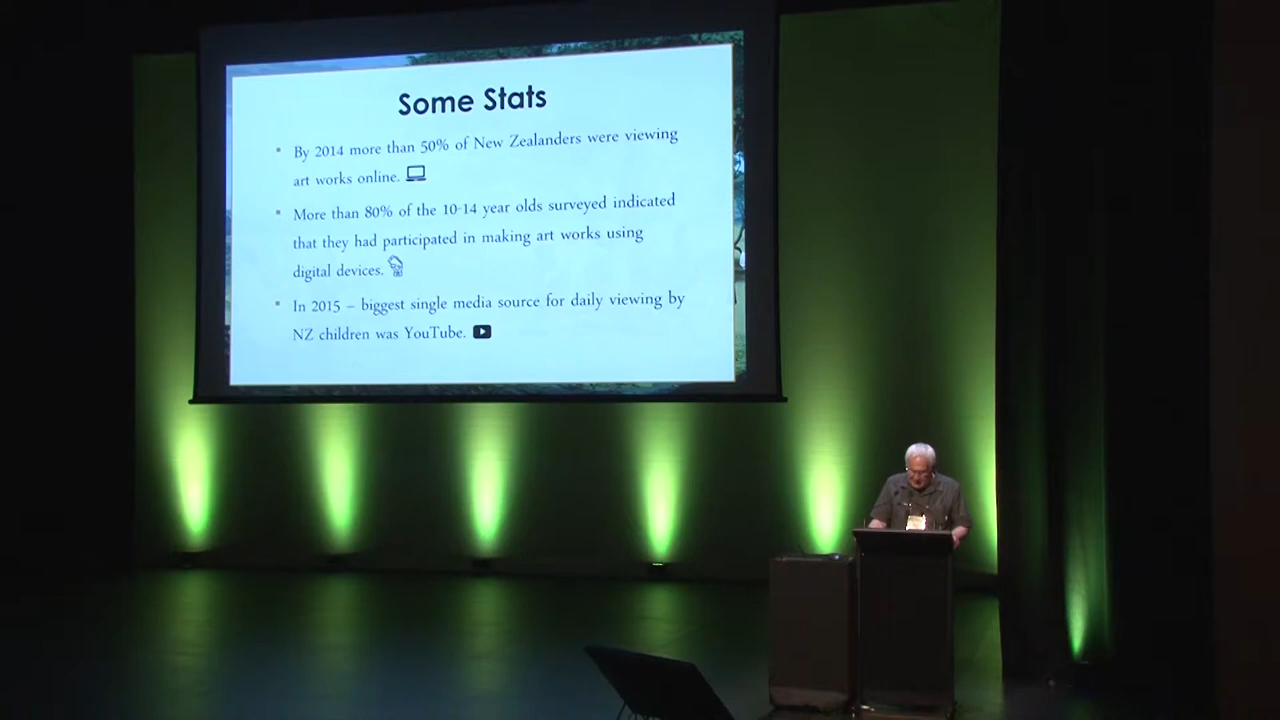 Some Stats
By 2014 more than 50% of New Zealanders were viewing
art works online.
More than 80% of the 10-14 year olds surveyed indicated
that they had participated in making art works using
digital devices.
In 2015 – biggest single media source for daily viewing by
NZ children was YouTube.